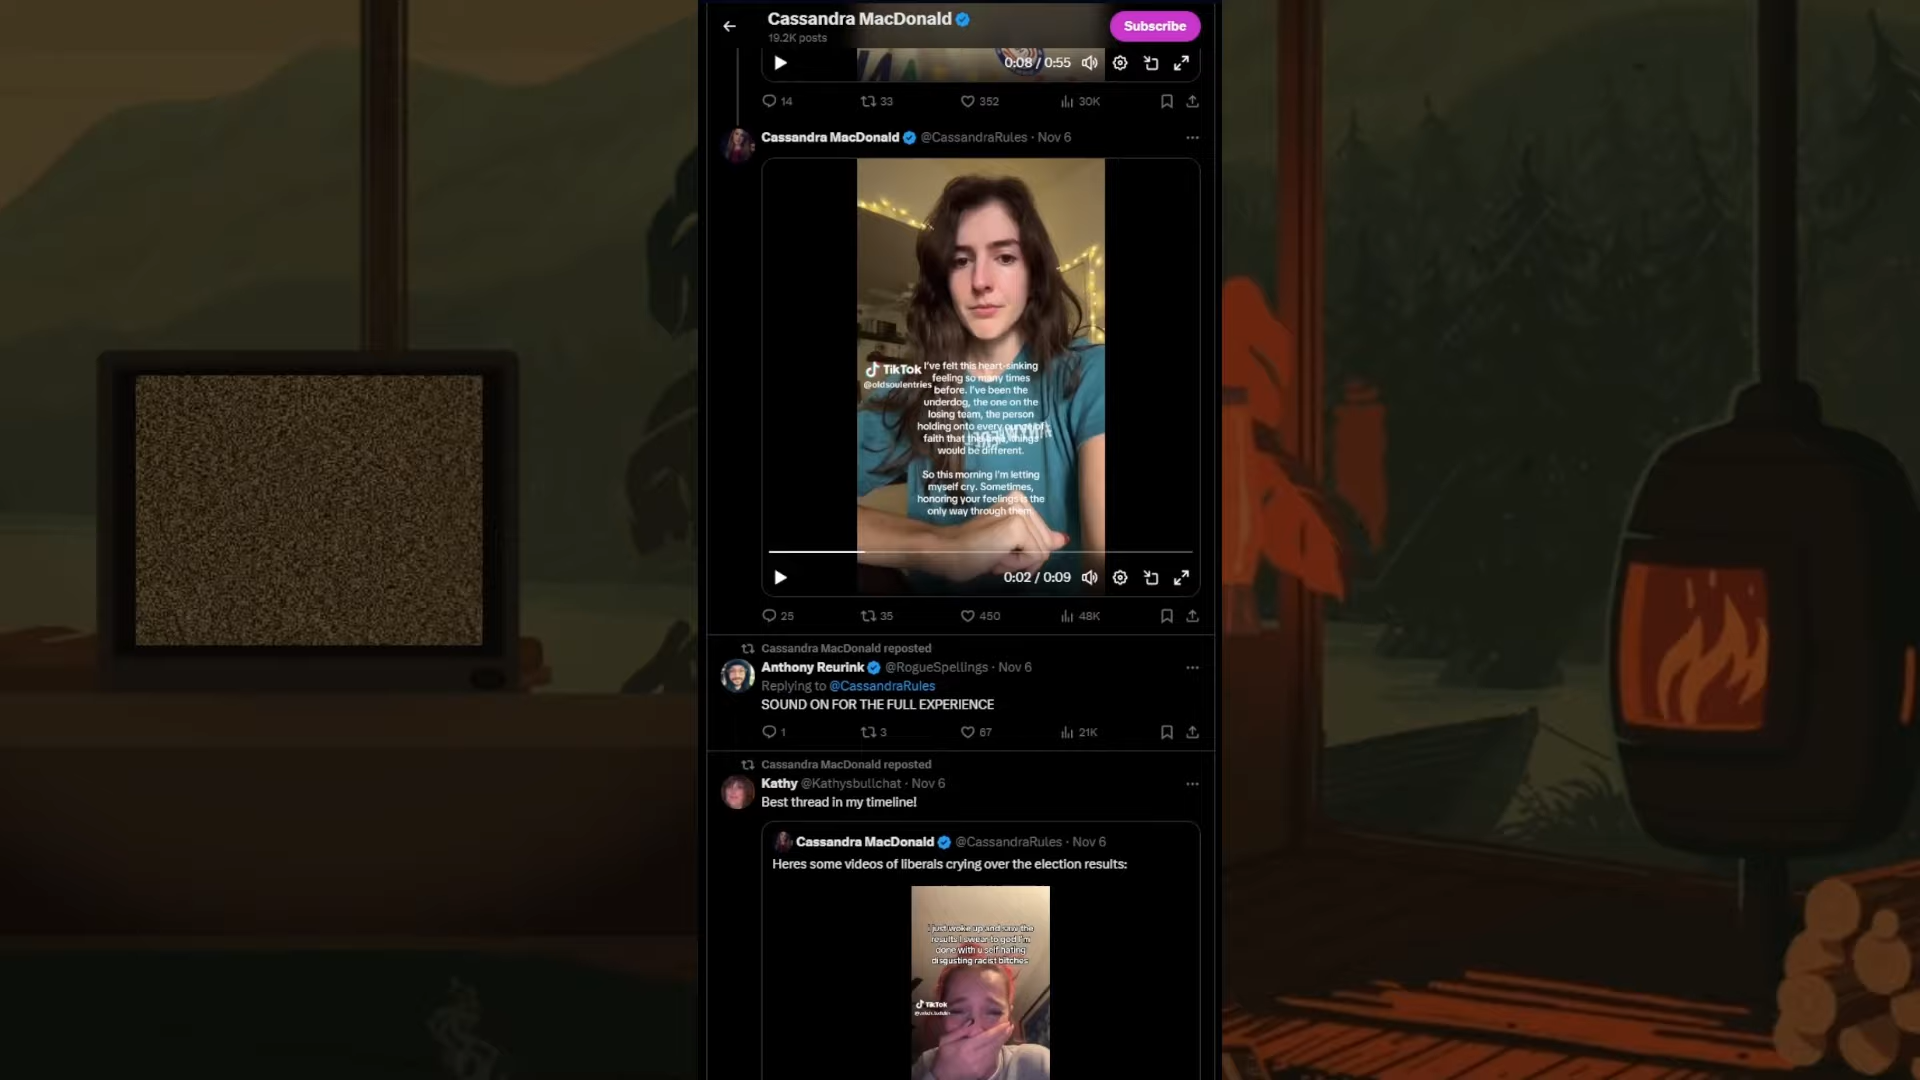 Cassandra MacDonald
19.2K posts
Subscribe
0:08 / 0:55
14
33
352
30K
Cassandra MacDonald @CassandraRules · Nov 6
TikTok
@oldsoulentries
I've felt this heart-sinking
feeling so many times
before. I've been the
underdog, the one on the
losing team, the person
holding onto every ounce of
faith that this time, things
would be different.
So this morning I'm letting
myself cry. Sometimes,
honoring your feelings is the
only way through them.
0:02 / 0:09
25
35
450
48K
Cassandra MacDonald reposted
Anthony Reurink @RogueSpellings · Nov 6
Replying to @CassandraRules
SOUND ON FOR THE FULL EXPERIENCE
1
3
67
21K
Cassandra MacDonald reposted
Kathy @Kathysbullchat · Nov 6
Best thread in my timeline!
Cassandra MacDonald @CassandraRules · Nov 6
Heres some videos of liberals crying over the election results:
i just woke up and saw the
results I swear to god I'm
done with u self hating
disgusting racist bitches
TikTok